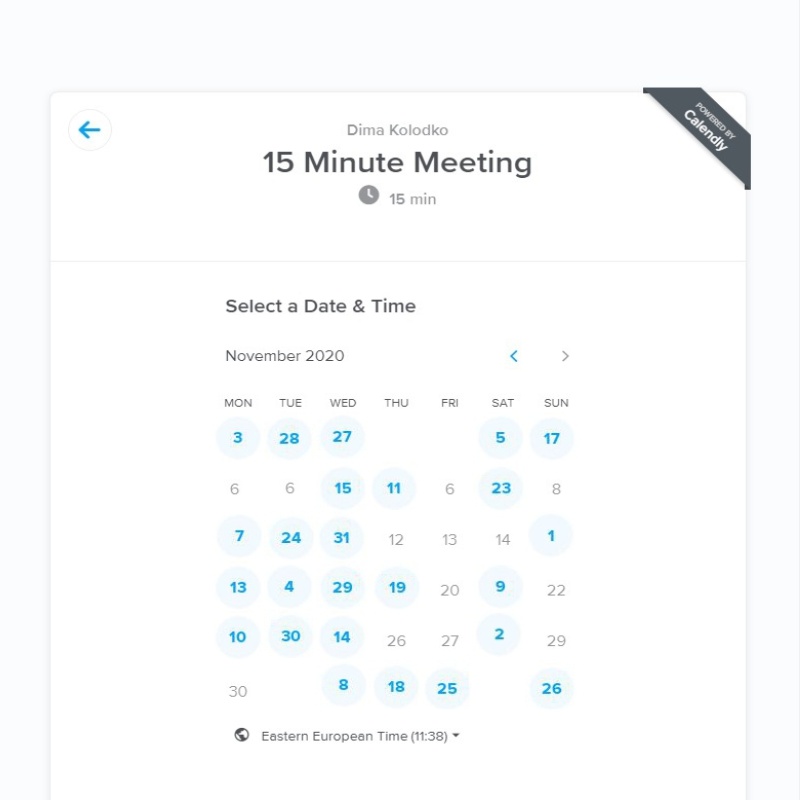 POWERED BY
Calendly
Dima Kolodko
15 Minute Meeting
15 min
Select a Date & Time
November 2020
MON TUE WED THU FRI SAT SUN
3 28 27 5 17
6 6 15 11 6 23 8
7 24 31 12 13 14 1
13 4 29 19 20 9 22
10 30 14 26 27 2 29
30 8 18 25 26
Eastern European Time (11:38)